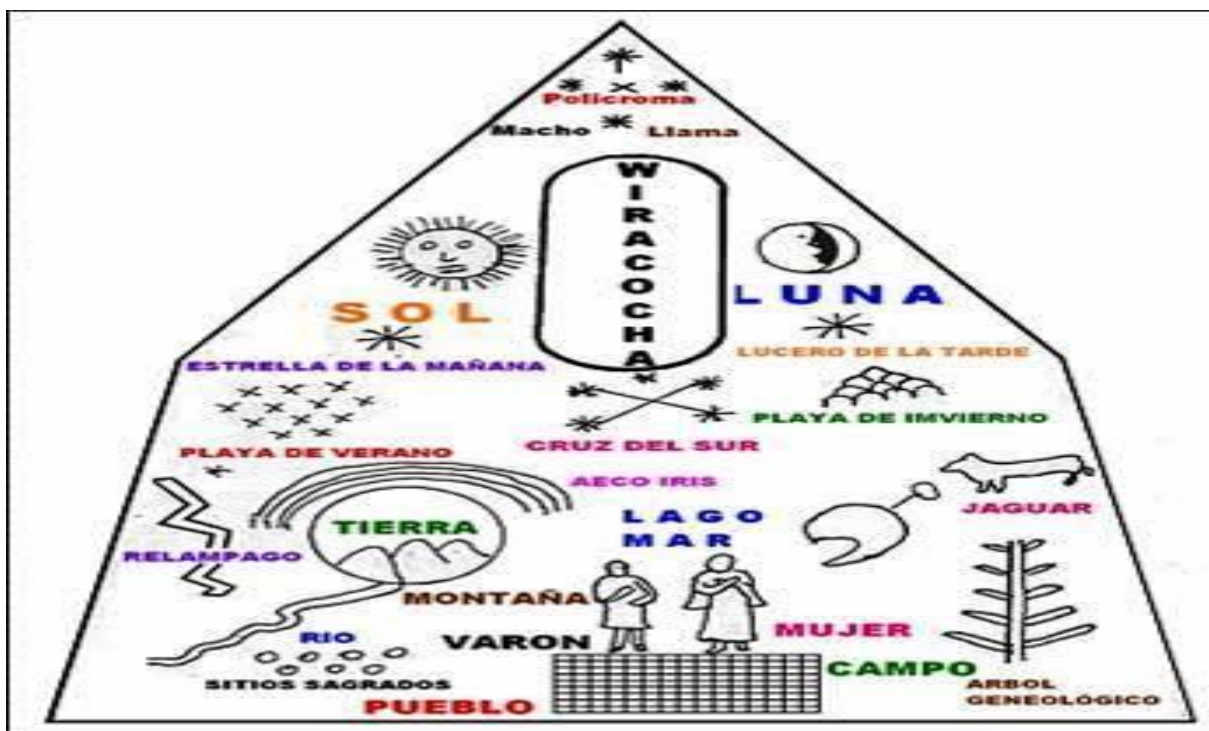 Policroma
Macho Llama
WIRACOCHA
SOL
LUNA
ESTRELLA DE LA MAÑANA
LUCERO DE LA TARDE
PLAYA DE IMVIERNO
CRUZ DEL SUR
PLAYA DE VERANO
AECO IRIS
JAGUAR
TIERRA
LAGO
MAR
RELAMPAGO
MONTAÑA
RIO
VARON
MUJER
SITIOS SAGRADOS
CAMPO
PUEBLO
ARBOL
GENEOLÓGICO